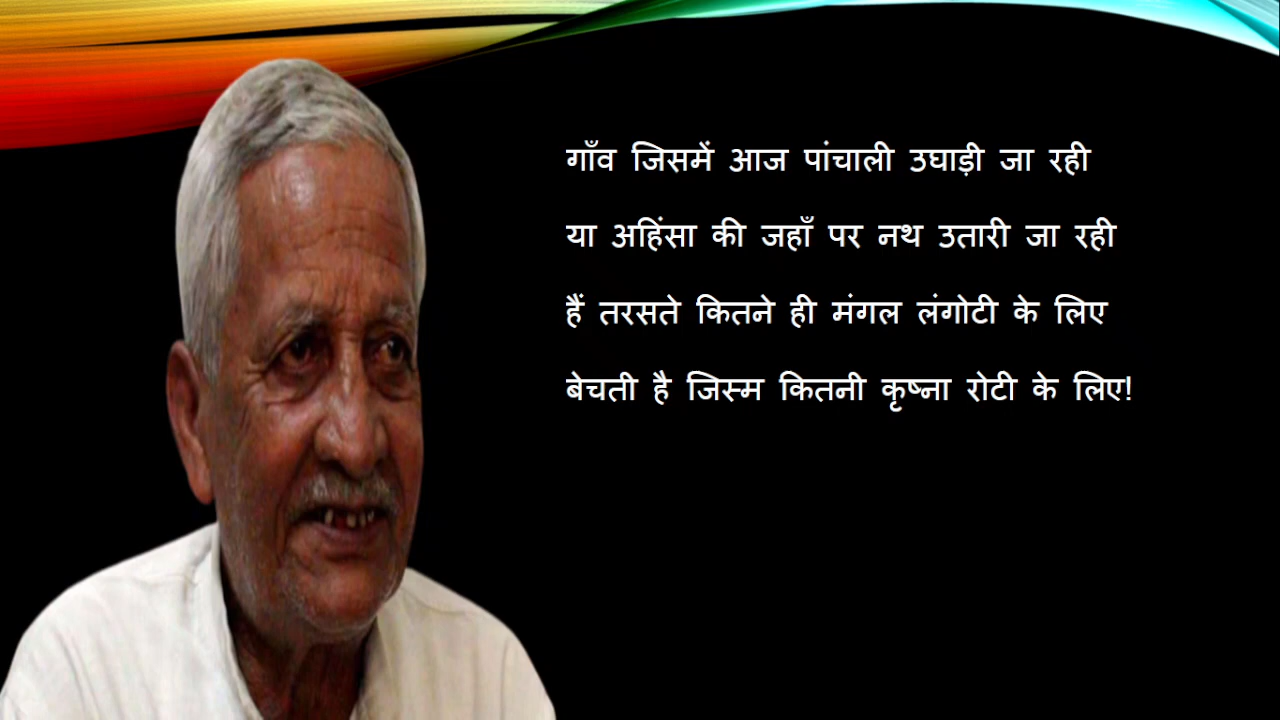 गाँव जिसमें आज पांचाली उघाड़ी जा रही
या अहिंसा की जहाँ पर नथ उतारी जा रही
हैं तरसते कितने ही मंगल लंगोटी के लिए
बेचती है जिस्म कितनी कृष्ना रोटी के लिए!